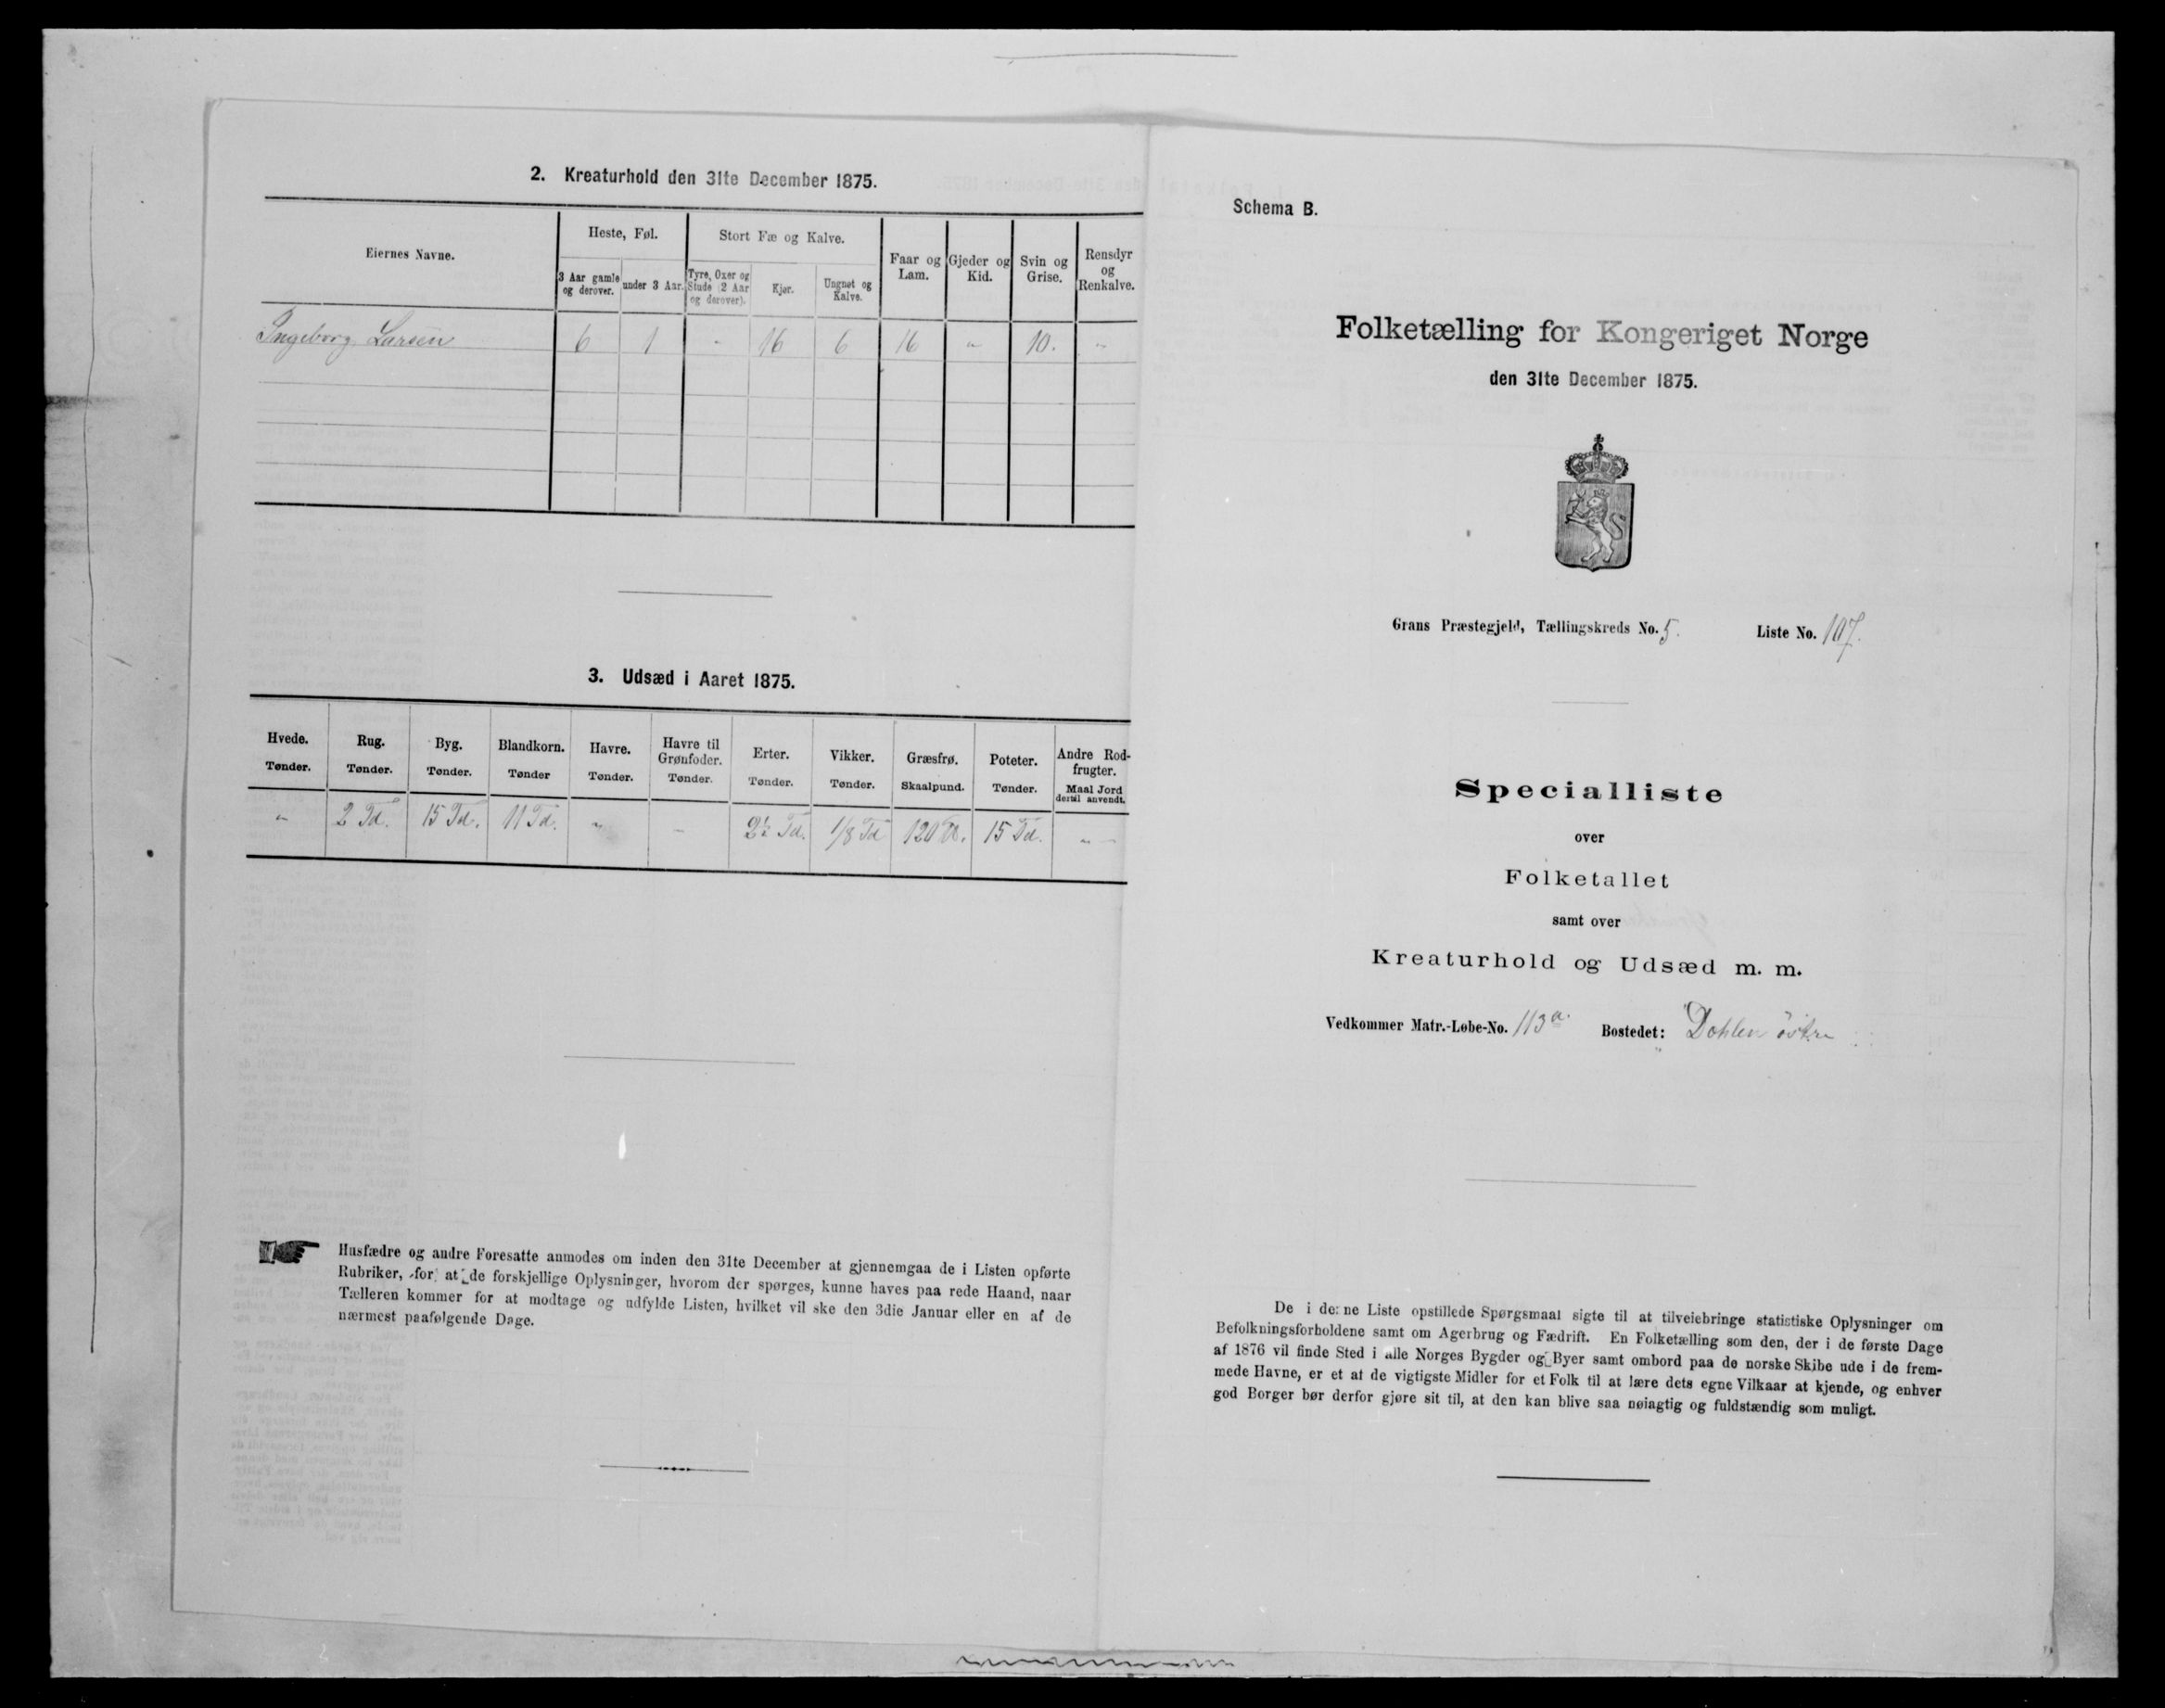 2. Kreaturhold den 31te December 1875.
Eiernes Navne.
Heste, Føl.
Stort Fæ og Kalve.
Faar og Lam.
Gjeder og Kid.
Svin og Grise.
Rensdyr og Renkalve.
3 Aar gamle og derover.
under 3 Aar.
Tyre, Oxer og Stude (2 Aar og derover).
Kjør.
Ungnøt og Kalve.
Ingeborg Larsen 6 1 - 16 6 16 " 10. "
3. Udsæd i Aaret 1875.
Hvede. Tønder.
Rug. Tønder.
Byg. Tønder.
Blandkorn. Tønder
Havre. Tønder.
Havre til Grønfoder. Tønder.
Erter. Tønder.
Vikker. Tønder.
Græsfrø. Skaalpund.
Poteter. Tønder.
Andre Rodfrugter. Maal Jord dertil anvendt.
" 2 Td. 15 Td. 11 Td. " - 2½ Td. 1/8 Td 120 ℔. 15 Td. "
Husfædre og andre Foresatte anmodes om inden den 31te December at gjennemgaa de i Listen opførte
Rubriker, for at de forskjellige Oplysninger, hvorom der spørges, kunne haves paa rede Haand, naar
Tælleren kommer for at modtage og udfylde Listen, hvilket vil ske den 3die Januar eller en af de
nærmest paafølgende Dage.
Schema B.
Folketælling for Kongeriget Norge
den 31te December 1875.
Grans Præstegjeld, Tællingskreds No. 5. Liste No. 107.
Specialliste
over
Folketallet
samt over
Kreaturhold og Udsæd m. m.
Vedkommer Matr.-Løbe-No. 113a. Bostedet: Dohlen östre
De i denne Liste opstillede Spørgsmaal sigte til at tilveiebringe statistiske Oplysninger om
Befolkningsforholdene samt om Agerbrug og Fædrift. En Folketælling som den, der i de første Dage
af 1876 vil finde Sted i alle Norges Bygder og Byer samt ombord paa de norske Skibe ude i de frem-
mede Havne, er et af de vigtigste Midler for et Folk til at lære dets egne Vilkaar at kjende, og enhver
god Borger bør derfor gjøre sit til, at den kan blive saa nøiagtig og fuldstændig som muligt.